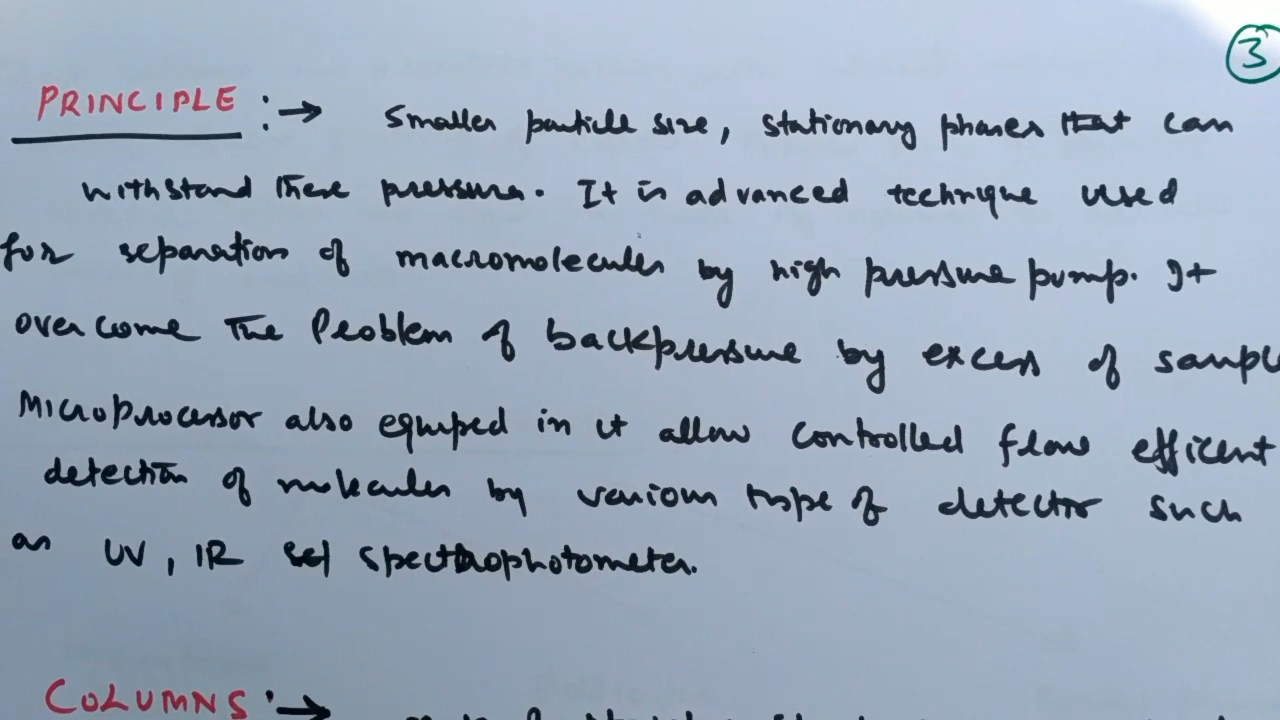 3
PRINCIPLE :→ Smaller particle size, stationary phases that can
withstand these pressure. It is advanced technique used
for separation of macromolecules by high pressure pump. It
overcome the Problem of backpressure by excess of sample
Microprocessor also equiped in it allow controlled flow efficent
detection of molecules by various type of detector such
as UV, IR spectrophotometer.
COLUMNS :→